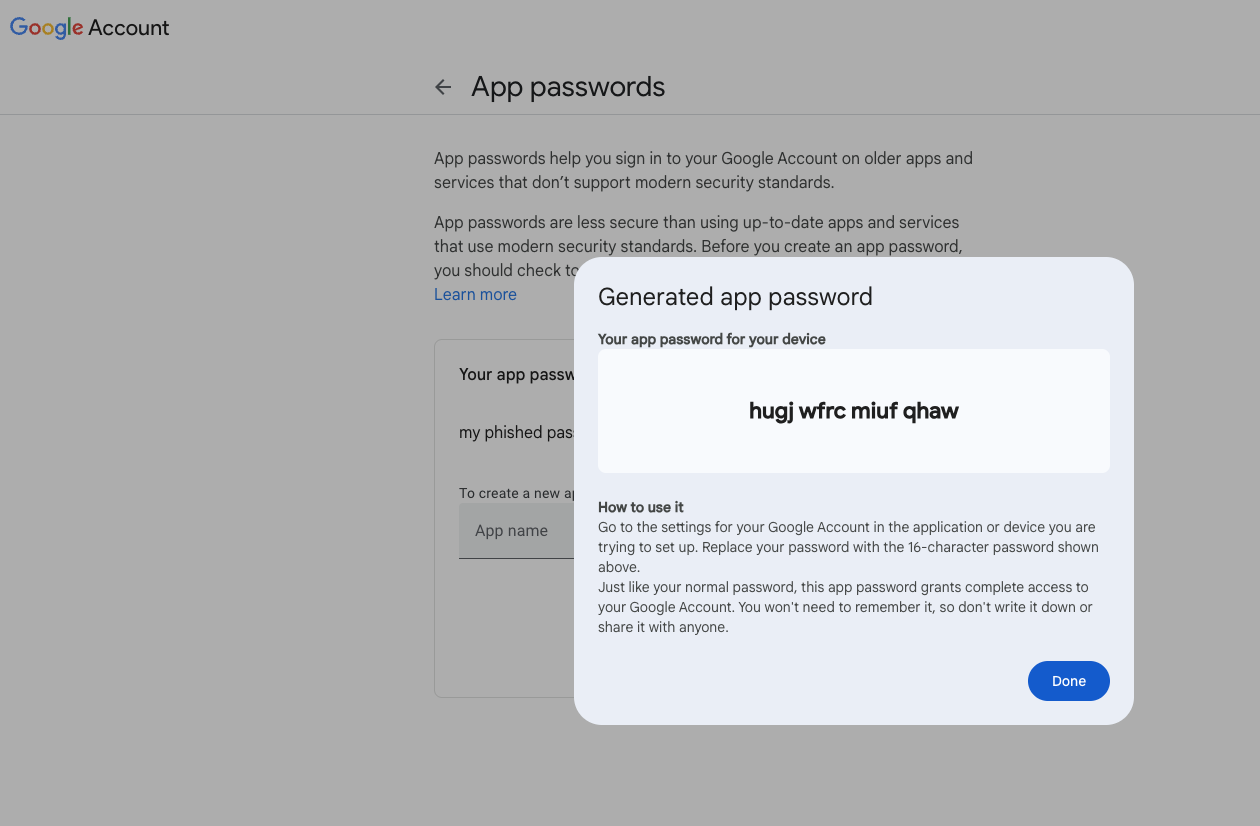 Google Account
App passwords
App passwords help you sign in to your Google Account on older apps and
services that don’t support modern security standards.
App passwords are less secure than using up-to-date apps and services
that use modern security standards. Before you create an app password,
you should check to
Learn more
Your app passw
my phished pas
To create a new ap
App name
Generated app password
Your app password for your device
hugj wfrc miuf qhaw
How to use it
Go to the settings for your Google Account in the application or device you are
trying to set up. Replace your password with the 16-character password shown
above.
Just like your normal password, this app password grants complete access to
your Google Account. You won't need to remember it, so don't write it down or
share it with anyone.
Done